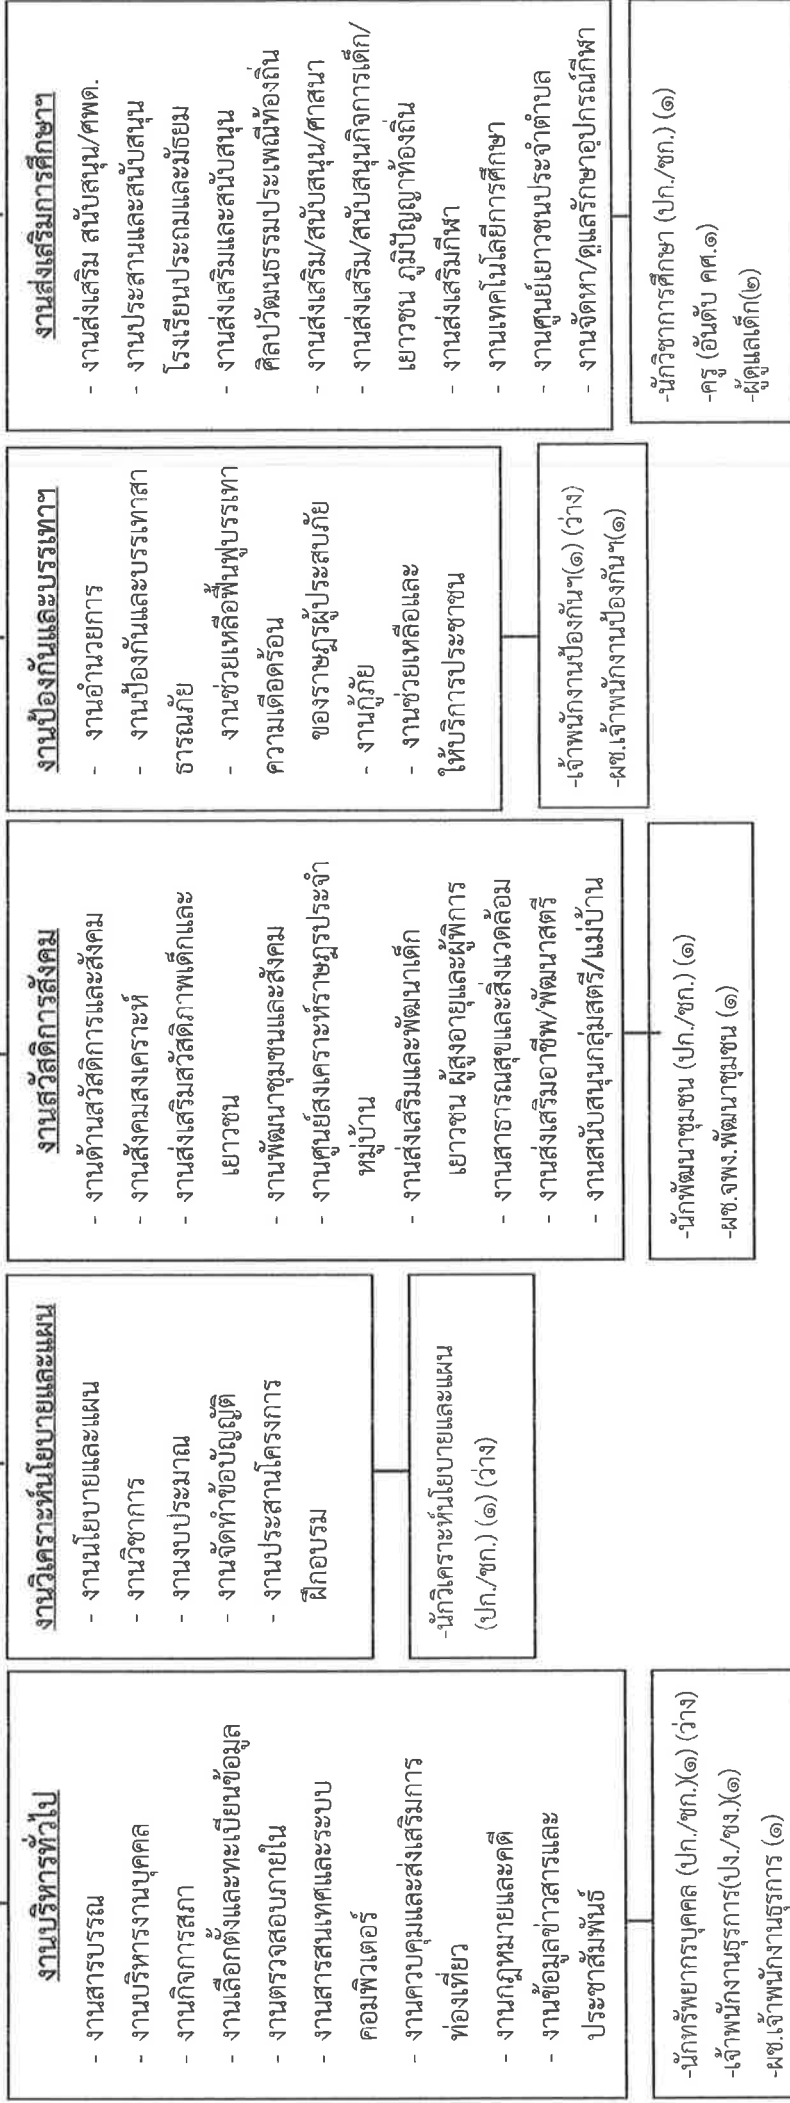 งานบริหารทั่วไป
- งานสารบรรณ
- งานบริหารงานบุคคล
- งานกิจการสภา
- งานเลือกตั้งและทะเบียนข้อมูล
- งานตรวจสอบภายใน
- งานสารสนเทศและระบบ
คอมพิวเตอร์
- งานควบคุมและส่งเสริมการ
ท่องเที่ยว
- งานกฎหมายและคดี
- งานข้อมูลข่าวสารและ
ประชาสัมพันธ์
-นักทรัพยากรบุคคล (ปก./ชก.)(๑) (ว่าง)
-เจ้าพนักงานธุรการ(ปง./ชง.)(๑)
-ผช.เจ้าพนักงานธุรการ (๑)
งานวิเคราะห์นโยบายและแผน
- งานนโยบายและแผน
- งานวิชาการ
- งานงบประมาณ
- งานจัดทำข้อบัญญัติ
- งานประสานโครงการ
ฝึกอบรม
-นักวิเคราะห์นโยบายและแผน
(ปก./ชก.) (๑) (ว่าง)
งานสวัสดิการสังคม
- งานด้านสวัสดิการและสังคม
- งานสังคมสงเคราะห์
- งานส่งเสริมสวัสดิภาพเด็กและ
เยาวชน
- งานพัฒนาชุมชนและสังคม
- งานศูนย์สงเคราะห์ราษฎรประจำ
หมู่บ้าน
- งานส่งเสริมและพัฒนาเด็ก
เยาวชน ผู้สูงอายุและผู้พิการ
- งานสาธารณสุขและสิ่งแวดล้อม
- งานส่งเสริมอาชีพ/พัฒนาสตรี
- งานสนับสนุนกลุ่มสตรี/แม่บ้าน
-นักพัฒนาชุมชน (ปก./ชก.) (๑)
-ผช.จพง.พัฒนาชุมชน (๑)
งานป้องกันและบรรเทาฯ
- งานอำนวยการ
- งานป้องกันและบรรเทาสา
ธารณภัย
- งานช่วยเหลือฟื้นฟูบรรเทา
ความเดือดร้อน
ของราษฎรผู้ประสบภัย
- งานกู้ภัย
- งานช่วยเหลือและ
ให้บริการประชาชน
-เจ้าพนักงานป้องกันฯ(๑) (ว่าง)
-ผช.เจ้าพนักงานป้องกันฯ(๑)
งานส่งเสริมการศึกษาฯ
- งานส่งเสริม สนับสนุน/ศพด.
- งานประสานและสนับสนุน
โรงเรียนประถมและมัธยม
- งานส่งเสริมและสนับสนุน
ศิลปวัฒนธรรมประเพณีท้องถิ่น
- งานส่งเสริม/สนับสนุน/ศาสนา
- งานส่งเสริม/สนับสนุนกิจการเด็ก/
เยาวชน ภูมิปัญญาท้องถิ่น
- งานส่งเสริมกีฬา
- งานเทคโนโลยีการศึกษา
- งานศูนย์เยาวชนประจำตำบล
- งานจัดหา/ดูแลรักษาอุปกรณ์กีฬา
-นักวิชาการศึกษา (ปก./ชก.) (๑)
-ครู (อันดับ คศ.๑)
-ผู้ดูแลเด็ก(๒)